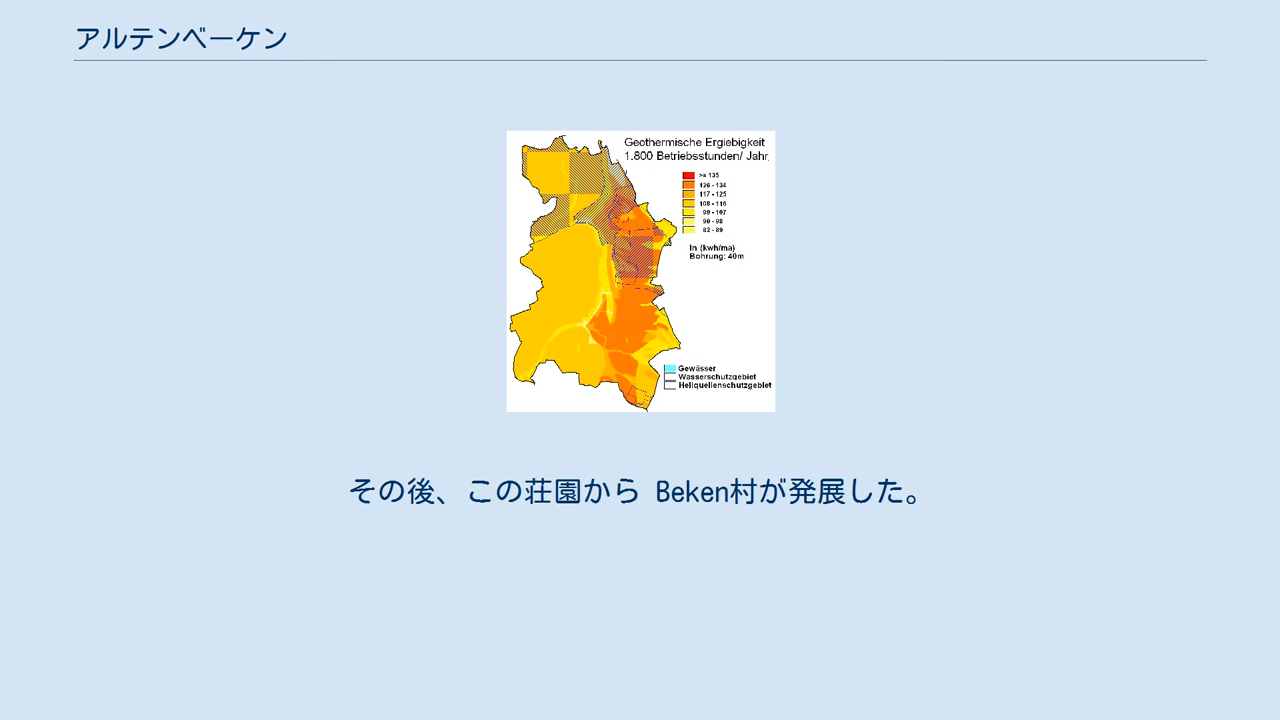 アルテンベーケン
Geothermische Ergiebigkeit
1.800 Betriebsstunden/ Jahr
>= 135
126 - 134
117 - 125
108 - 116
99 - 107
90 - 98
82 - 89
In (kwh/ma)
Bohrung: 40m
Gewässer
Wasserschutzgebiet
Heilquellenschutzgebiet
その後、この荘園から Beken村が発展した。